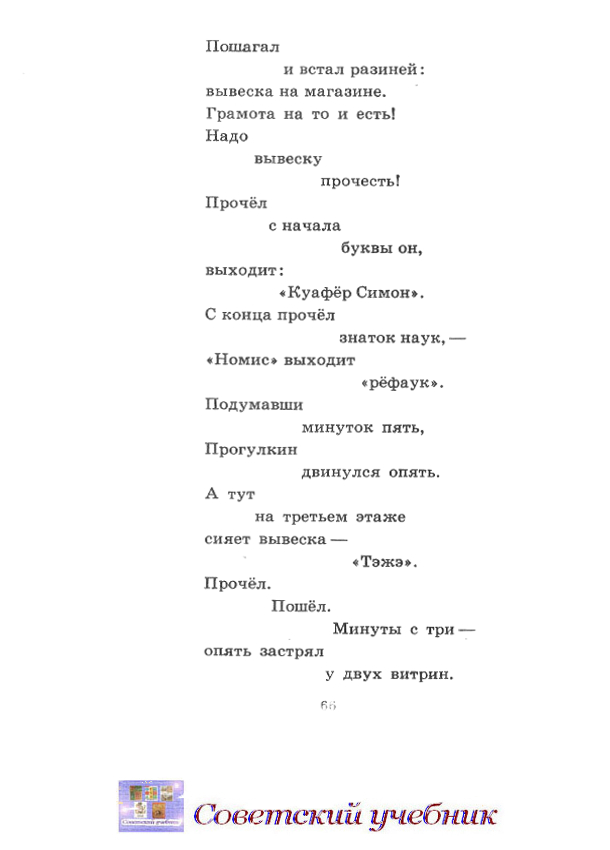 Пошагал
и встал разиней:
вывеска на магазине.
Грамота на то и есть!
Надо
вывеску
прочесть!
Прочёл
с начала
буквы он,
выходит:
«Куафёр Симон».
С конца прочёл
знаток наук, —
«Номис» выходит
«рёфаук».
Подумавши
минуток пять,
Прогулкин
двинулся опять.
А тут
на третьем этаже
сияет вывеска —
«Тэжэ».
Прочёл.
Пошёл.
Минуты с три —
опять застрял
у двух витрин.
Советский учебник
Советский учебник